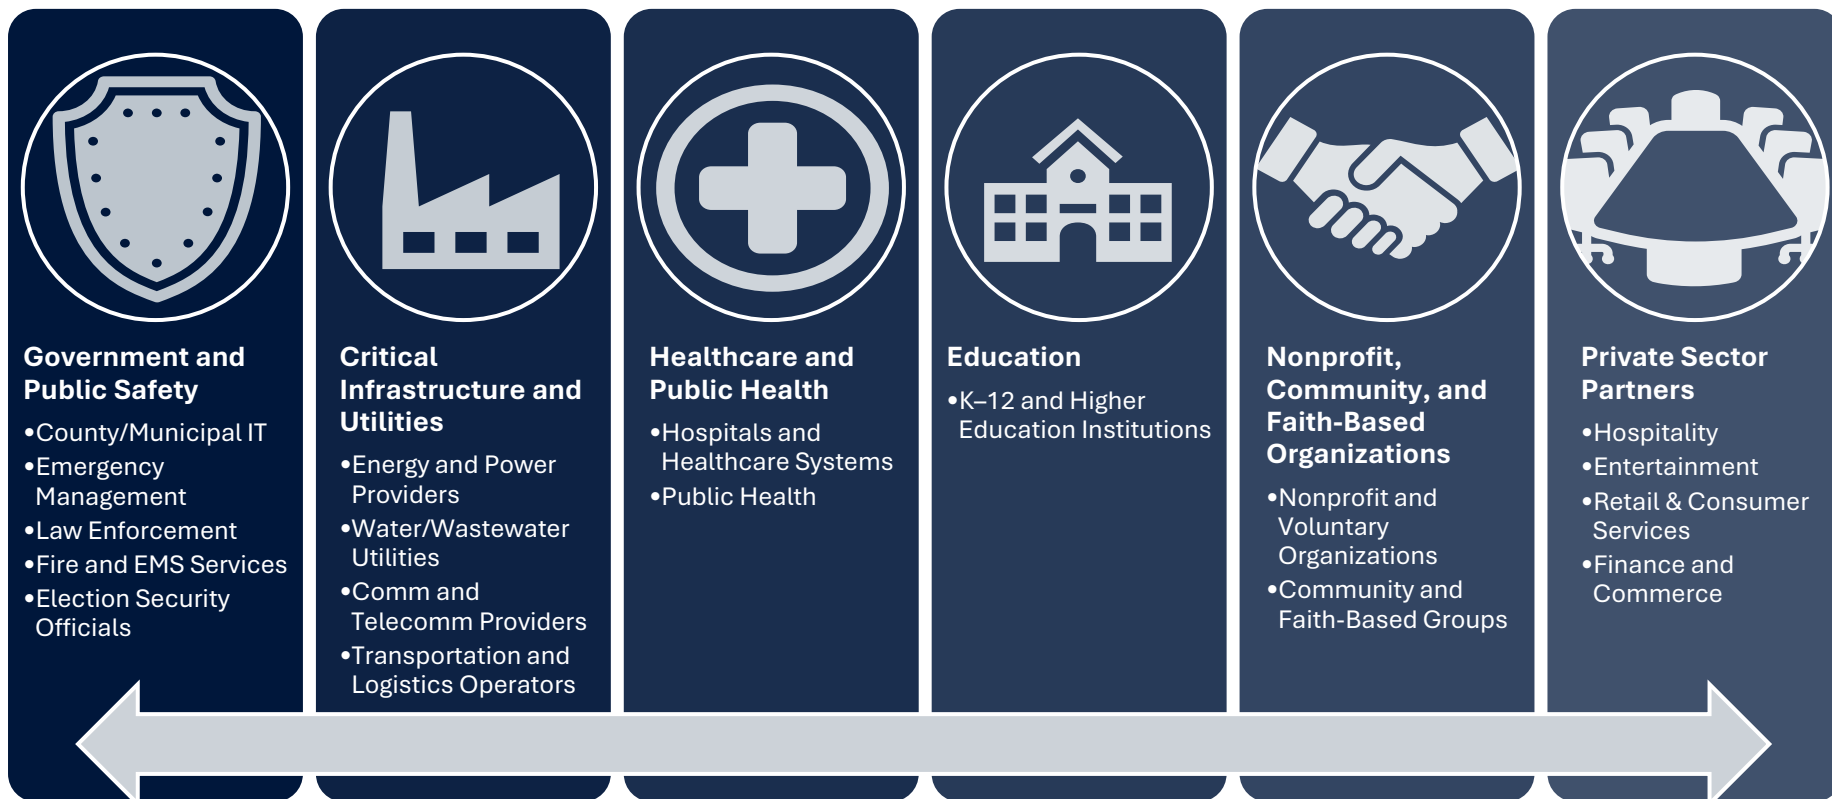 Government and
Public Safety
•County/Municipal IT
•Emergency
Management
•Law Enforcement
•Fire and EMS Services
•Election Security
Officials
Critical
Infrastructure and
Utilities
•Energy and Power
Providers
•Water/Wastewater
Utilities
•Comm and
Telecomm Providers
•Transportation and
Logistics Operators
Healthcare and
Public Health
•Hospitals and
Healthcare Systems
•Public Health
Education
•K–12 and Higher
Education Institutions
Nonprofit,
Community, and
Faith-Based
Organizations
•Nonprofit and
Voluntary
Organizations
•Community and
Faith-Based Groups
Private Sector
Partners
•Hospitality
•Entertainment
•Retail & Consumer
Services
•Finance and
Commerce